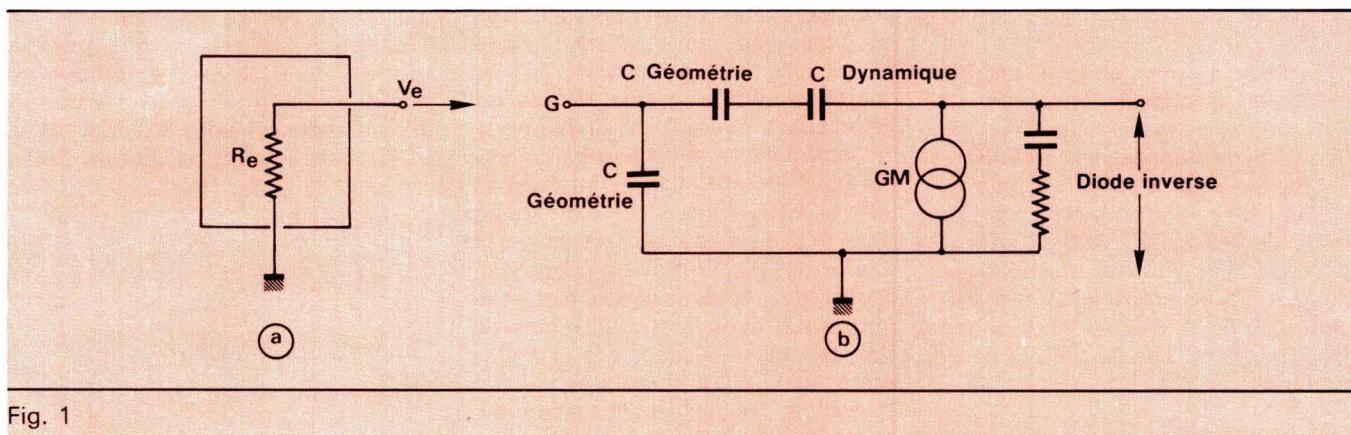 Ve
Re
a
C Géométrie
C Dynamique
G
C
Géométrie
GM
Diode inverse
b
Fig. 1